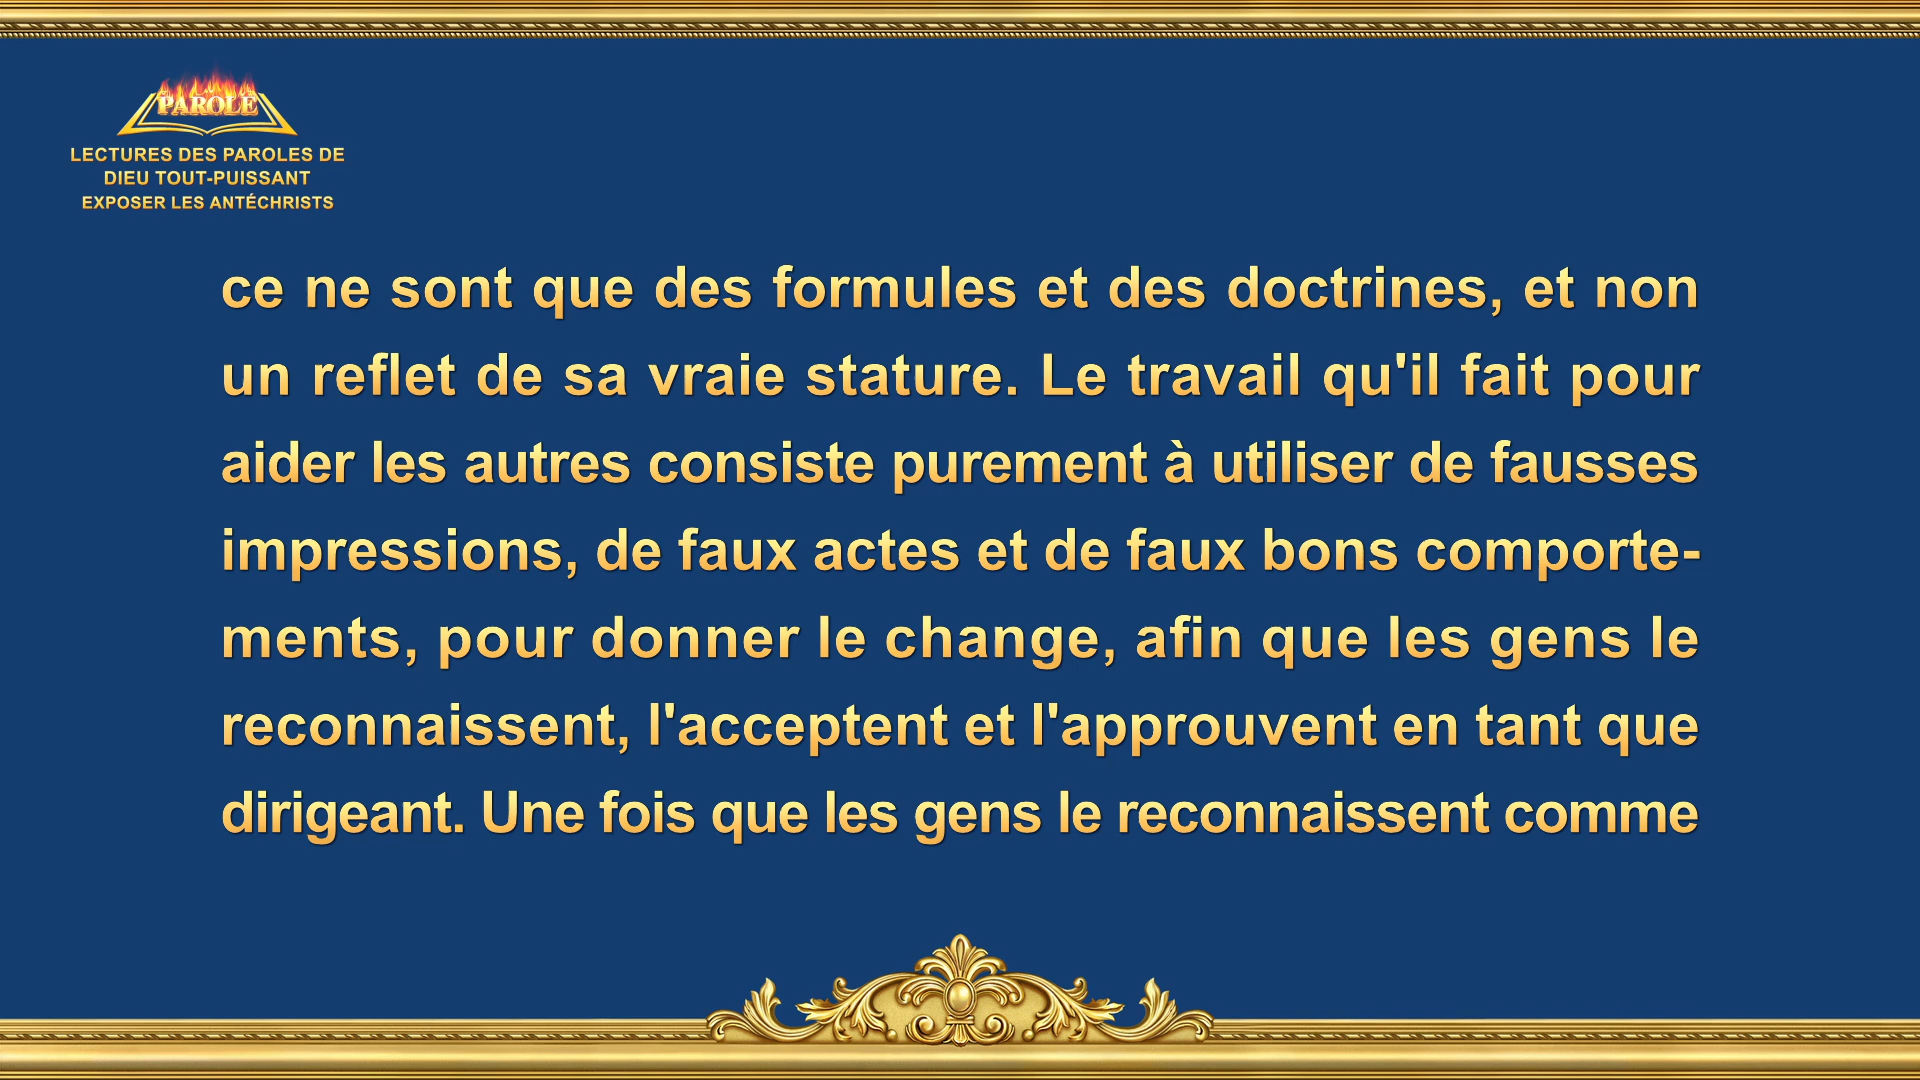 PAROLE
LECTURES DES PAROLES DE
DIEU TOUT-PUISSANT
EXPOSER LES ANTÉCHRISTS
ce ne sont que des formules et des doctrines, et non
un reflet de sa vraie stature. Le travail qu'il fait pour
aider les autres consiste purement à utiliser de fausses
impressions, de faux actes et de faux bons comporte-
ments, pour donner le change, afin que les gens le
reconnaissent, l'acceptent et l'approuvent en tant que
dirigeant. Une fois que les gens le reconnaissent comme